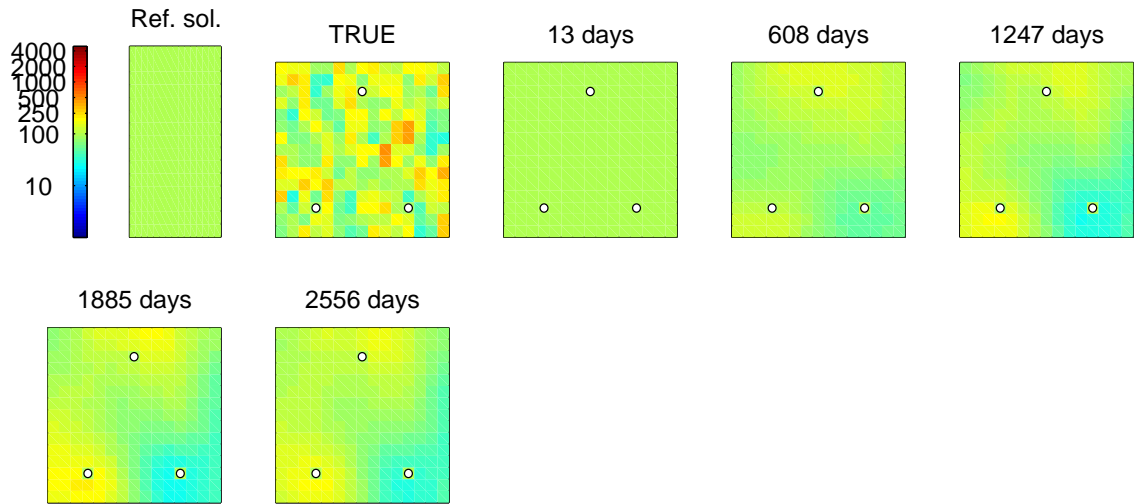 Ref. sol.
TRUE
13 days
608 days
1247 days
4000
2000
1000
500
250
100
10
1885 days
2556 days